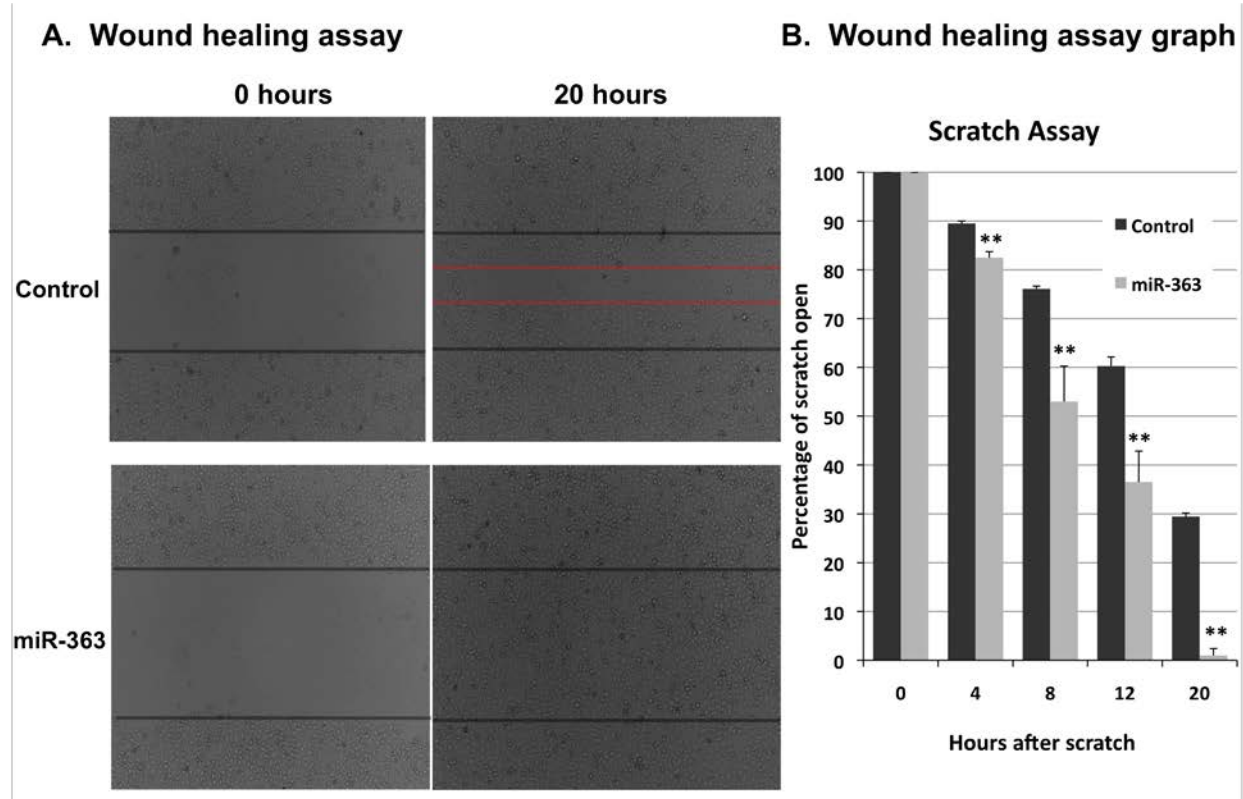 A. Wound healing assay
0 hours
20 hours
Control
miR-363
B. Wound healing assay graph
Scratch Assay
Percentage of scratch open
100
90
80
70
60
50
40
30
20
10
0
Control
miR-363
**
**
**
**
0
4
8
12
20
Hours after scratch